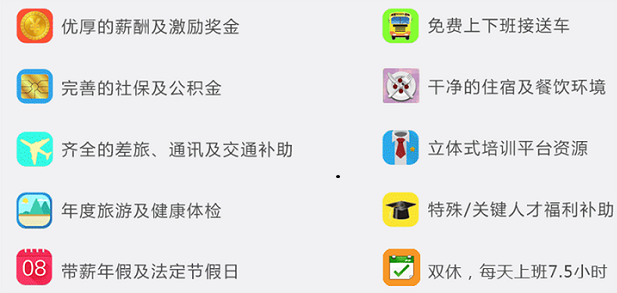 优厚的薪酬及激励奖金
免费上下班接送车
完善的社保及公积金
干净的住宿及餐饮环境
齐全的差旅、通讯及交通补助
立体式培训平台资源
年度旅游及健康体检
特殊/关键人才福利补助
08
带薪年假及法定节假日
双休，每天上班7.5小时